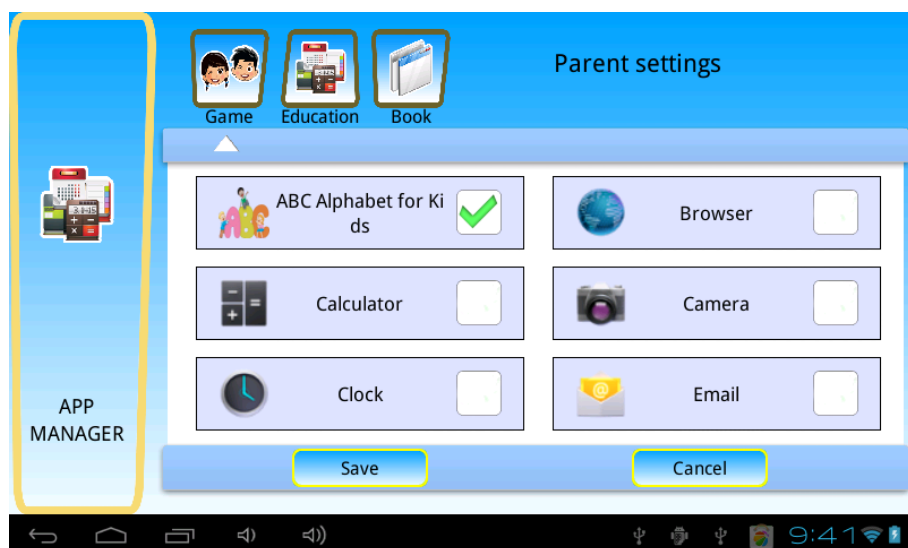 Parent settings
Game
Education
Book
ABC Alphabet for Ki
ds
Browser
Calculator
Camera
Clock
Email
APP
MANAGER
Save
Cancel
9:41